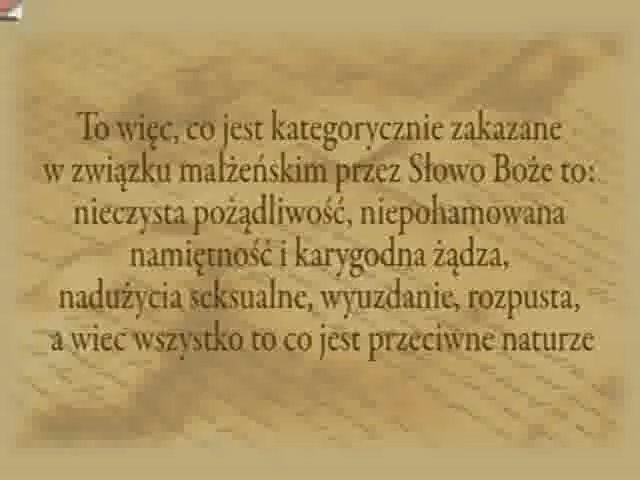 To więc, co jest kategorycznie zakazane
w związku małżeńskim przez Słowo Boże to:
nieczysta pożądliwość, niepohamowana
namiętność i karygodna żądza,
nadużycia seksualne, wyuzdanie, rozpusta,
a wiec wszystko to co jest przeciwne naturze